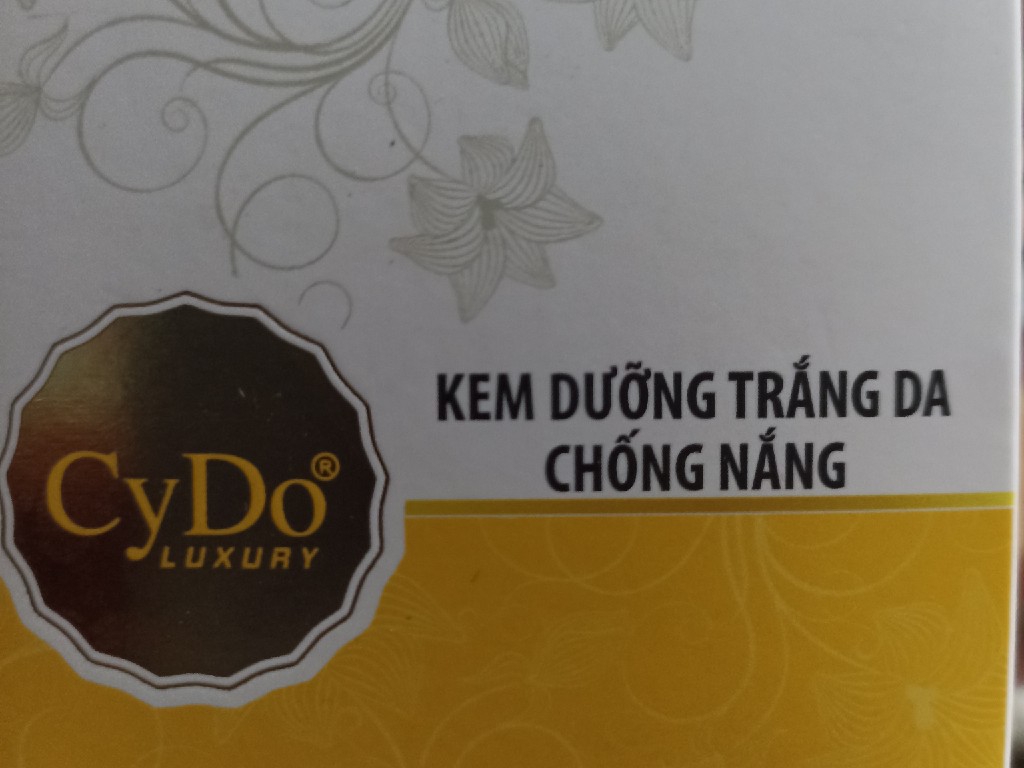 KEM DƯỠNG TRẮNG DA
CHỐNG NẮNG
CyDo®
LUXURY